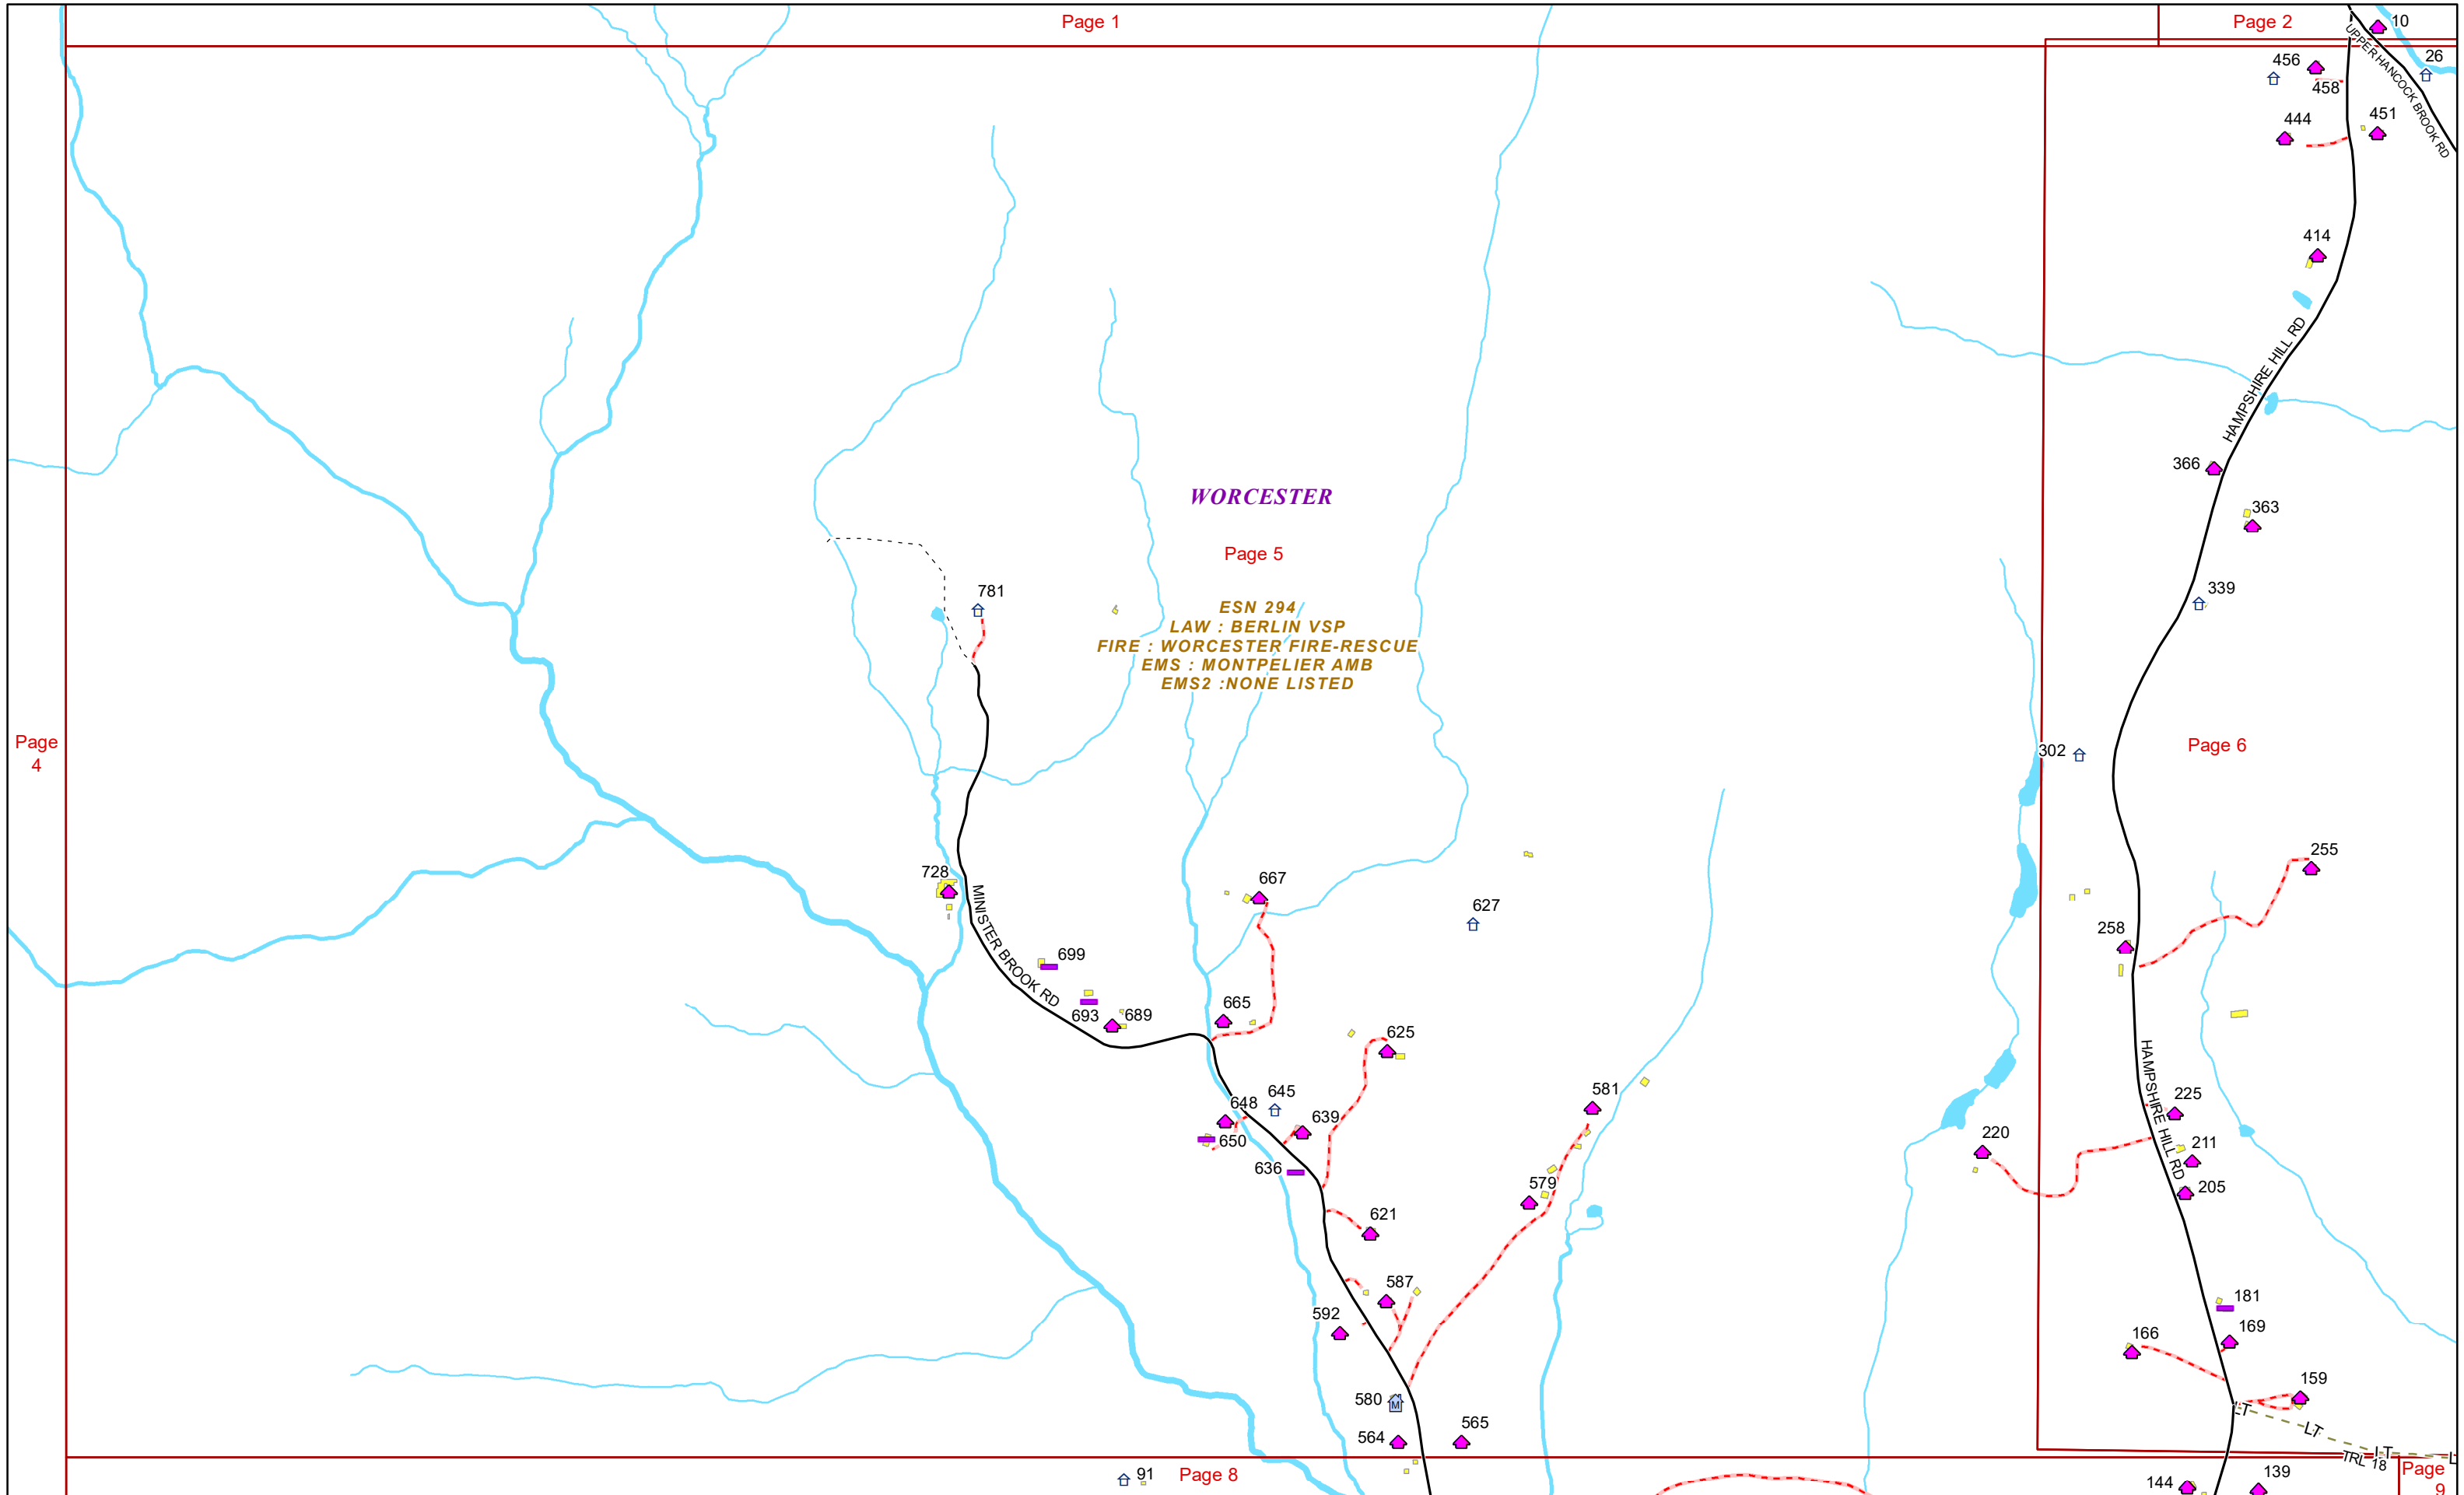 Page 1
Page 2
10
UPPER HANCOCK BROOK RD
26
456
458
444
451
414
HAMPSHIRE HILL RD
366
363
WORCESTER
Page 5
339
781
ESN 294
LAW : BERLIN VSP
FIRE : WORCESTER FIRE-RESCUE
EMS : MONTPELIER AMB
EMS2 :NONE LISTED
Page
4
302
Page 6
255
728
667
MINISTER BROOK RD
627
258
699
693
689
665
625
HAMPSHIRE HILL RD
645
648
650
639
636
581
225
220
211
205
579
621
587
592
181
169
166
159
580
M
564
565
LT
LT
LT
L
TRL 18
91
Page 8
144
139
Page
9